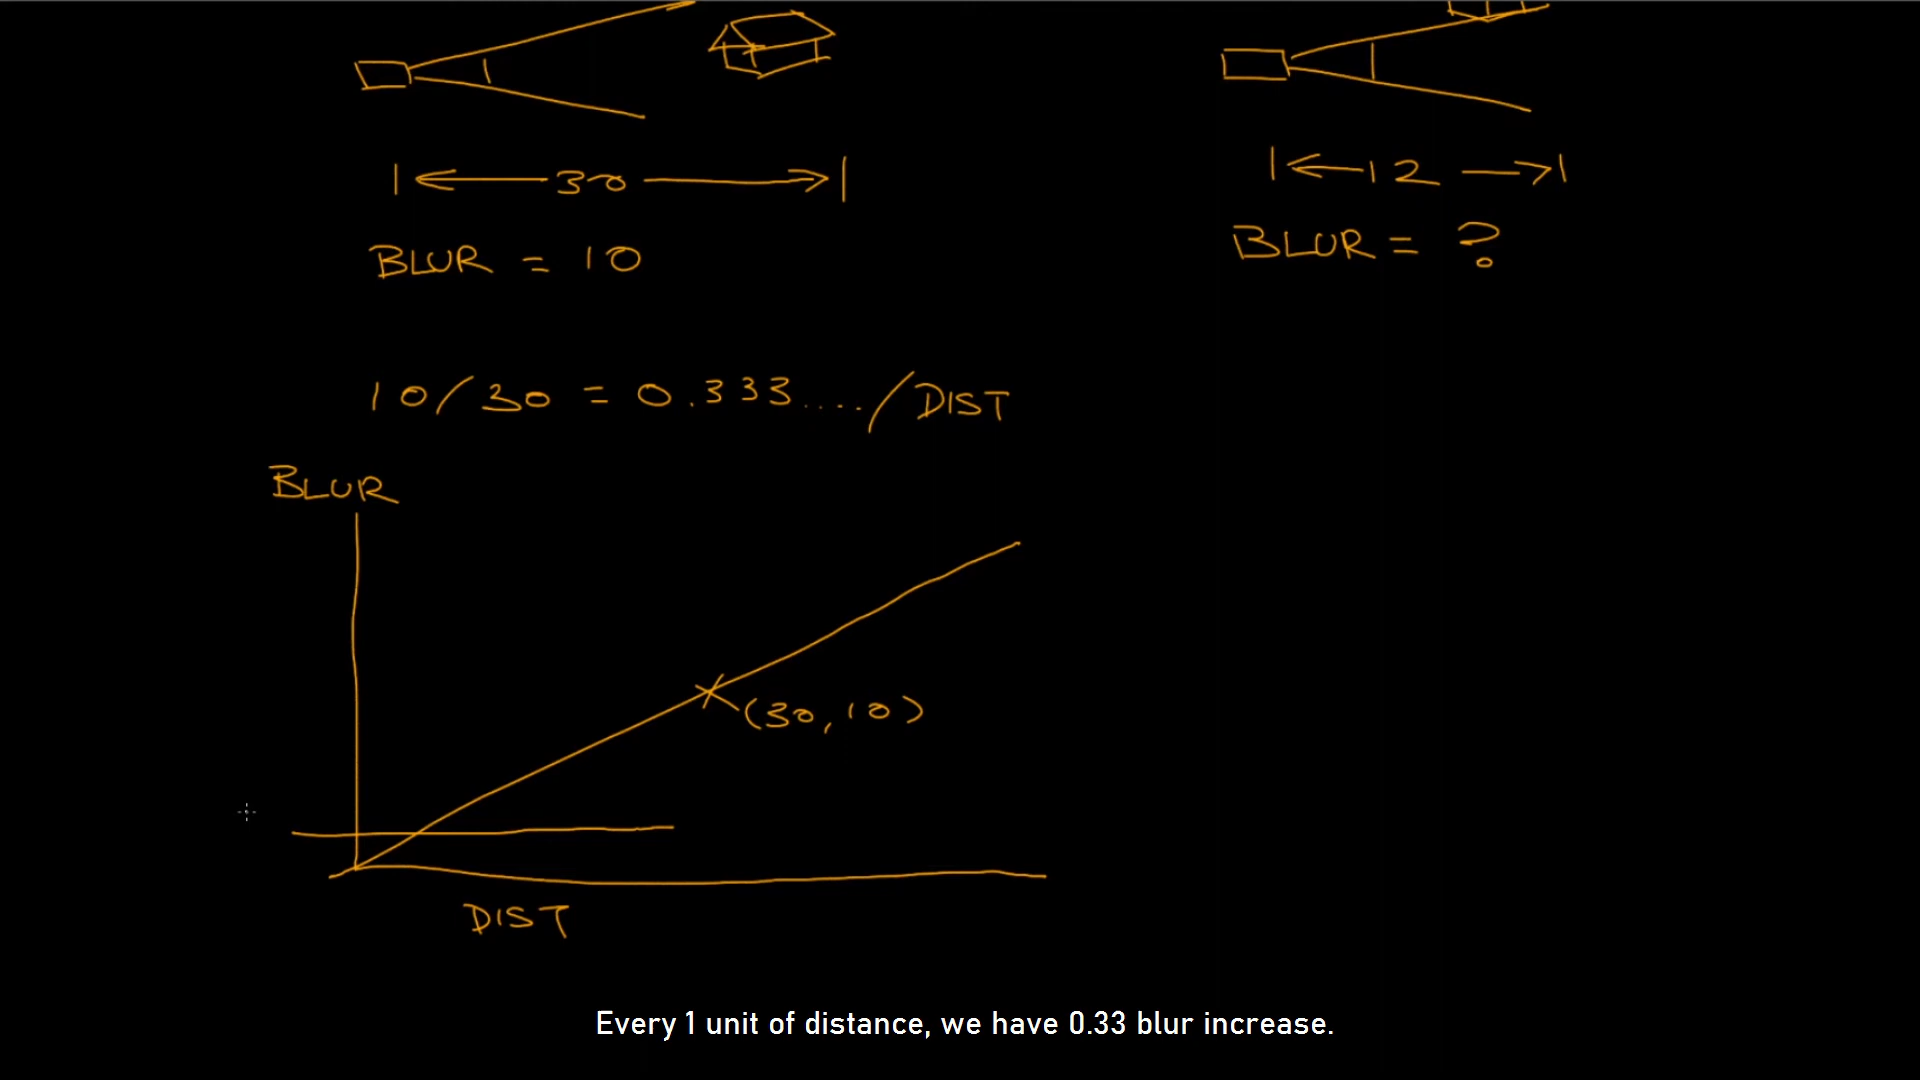 |← 30 →|
|← 12 →|
BLUR = 10
BLUR = ?
10/30 = 0.333..../DIST
BLUR
(30,10)
DIST
Every 1 unit of distance, we have 0.33 blur increase.